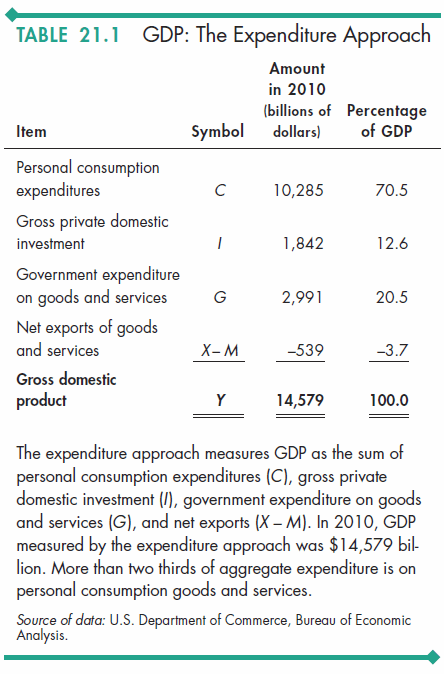 TABLE 21.1 GDP: The Expenditure Approach
Amount
in 2010
(billions of Percentage
Item Symbol dollars) of GDP
Personal consumption
expenditures C 10,285 70.5
Gross private domestic
investment I 1,842 12.6
Government expenditure
on goods and services G 2,991 20.5
Net exports of goods
and services X– M –539 –3.7
Gross domestic
product Y 14,579 100.0
The expenditure approach measures GDP as the sum of
personal consumption expenditures (C), gross private
domestic investment (I), government expenditure on goods
and services (G), and net exports (X – M). In 2010, GDP
measured by the expenditure approach was $14,579 bil-
lion. More than two thirds of aggregate expenditure is on
personal consumption goods and services.
Source of data: U.S. Department of Commerce, Bureau of Economic
Analysis.